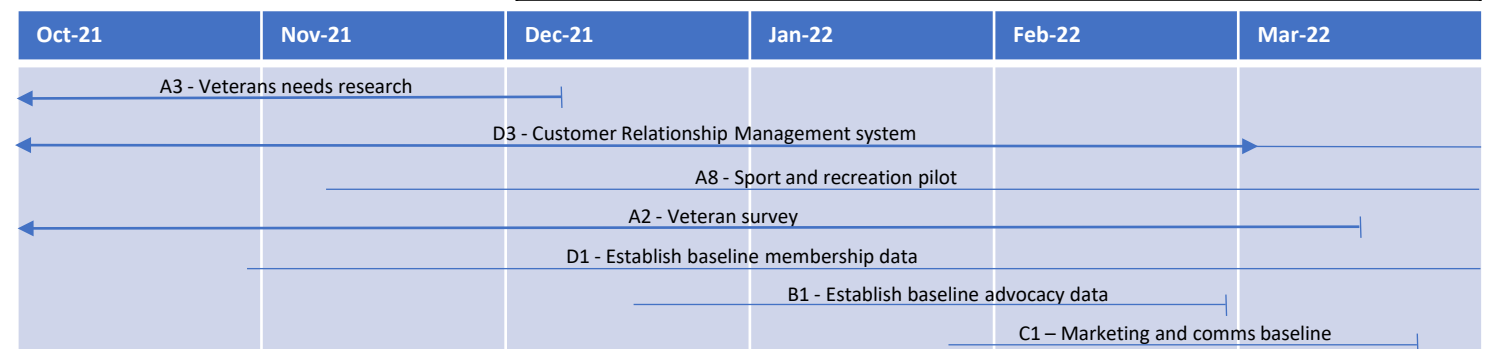 Oct-21 Nov-21 Dec-21 Jan-22 Feb-22 Mar-22
A3 - Veterans needs research
D3 - Customer Relationship Management system
A8 - Sport and recreation pilot
A2 - Veteran survey
D1 - Establish baseline membership data
B1 - Establish baseline advocacy data
C1 – Marketing and comms baseline